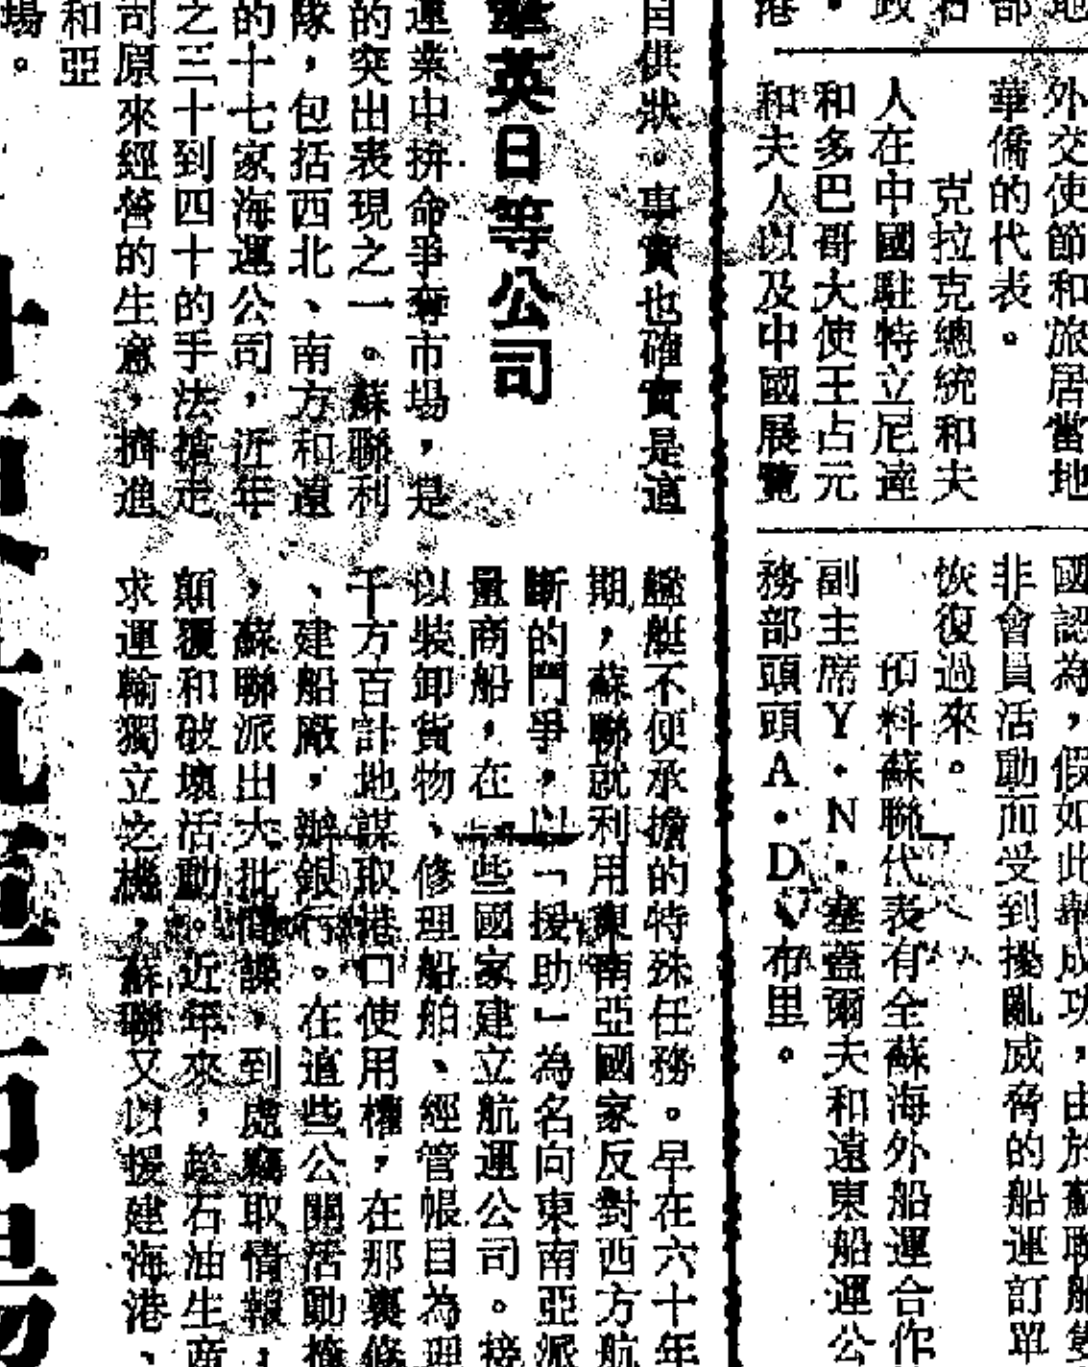 港
和夫人以及中國展覽
和多巴哥大使王占元
人在中國駐特立尼達
克拉克總統和夫
華僑的代表。
外交使節和旅居當地
國認為，假如此舉成功，由於蘇聯船隻
非會員活動而受到擾亂威脅的船運訂單
恢復過來。
預料蘇聯代表有全蘇海外船運合作
副主席Y·N·塞蓋爾夫和遠東船運公
務部頭頭A·D·布里。
自供狀。事實也確實是這
華英日等公司
運業中拚命爭奪市場，是
的突出表現之一。蘇聯利
隊，包括西北、南方和遠
的十七家海運公司，近年
之三十到四十的手法搶走
司原來經營的生意，擠進
和亞
場。
艦艇不便承擔的特殊任務。早在六十年
期，蘇聯就利用東南亞國家反對西方航
斷的鬥爭，以「援助」為名向東南亞派
量商船，在一些國家建立航運公司。接
以裝卸貨物、修理船舶、經管帳目為理
千方百計地謀取港口使用權，在那裏修
、建船廠，辦銀行。在這些公開活動掩
，蘇聯派出大批間諜，到處竊取情報，
顛覆和破壞活動。近年來，趁石油生產
求運輸獨立之機，蘇聯又以援建海港、